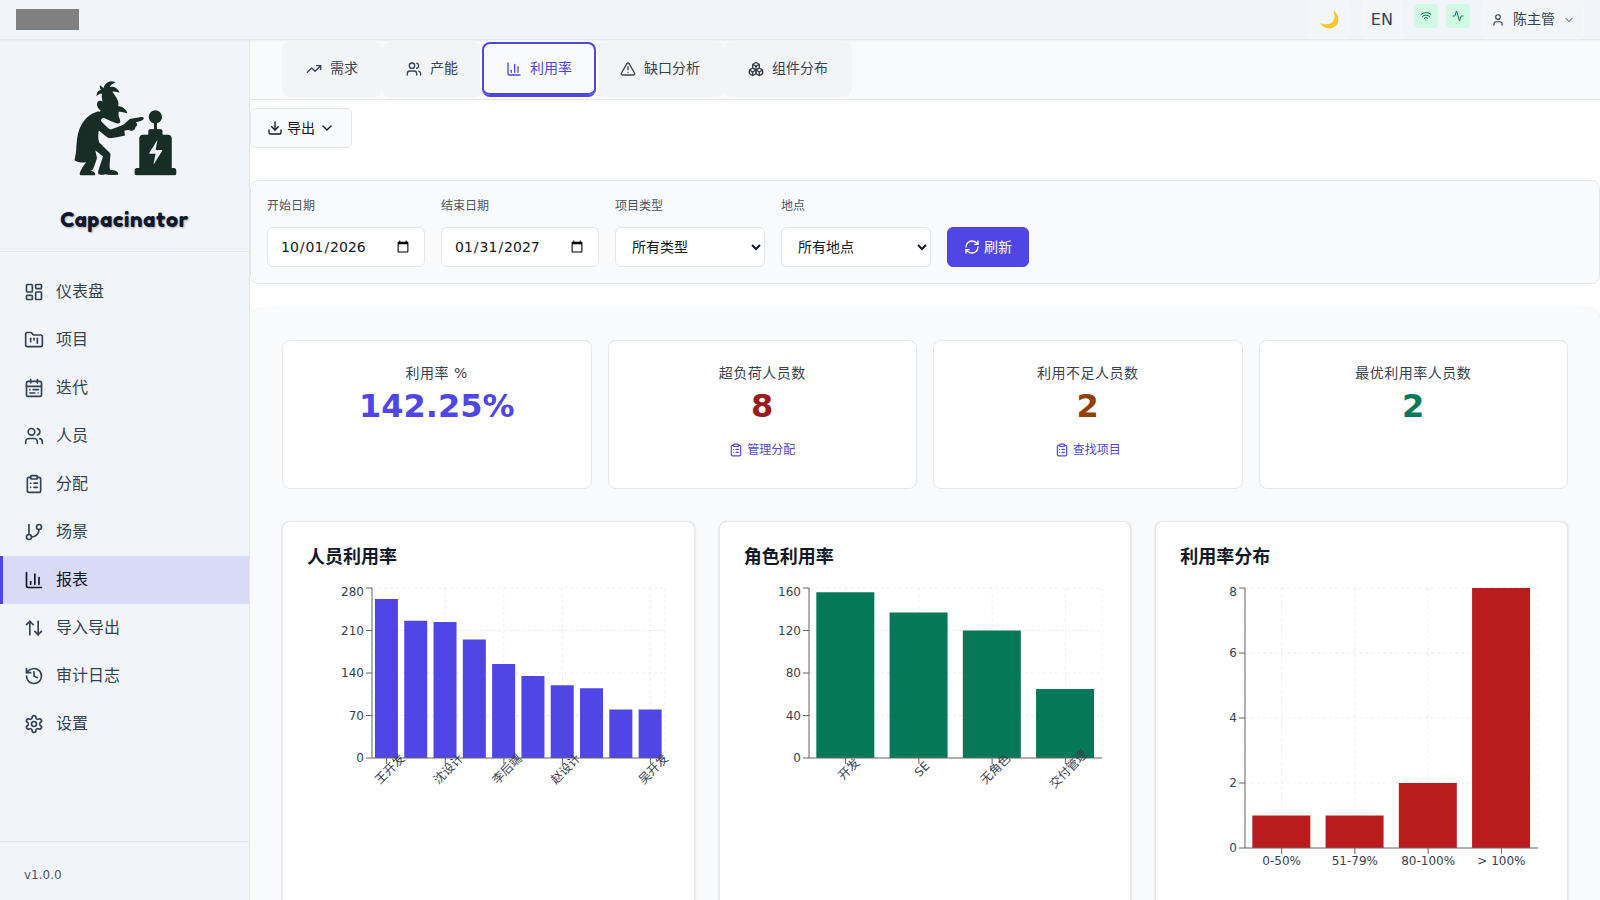 EN
陈主管
Capacinator
仪表盘
项目
迭代
人员
分配
场景
报表
导入导出
审计日志
设置
v1.0.0
需求
产能
利用率
缺口分析
组件分布
导出
开始日期
结束日期
项目类型
地点
10/01/2026
01/31/2027
所有类型
所有地点
刷新
利用率 %
142.25%
超负荷人员数
8
管理分配
利用不足人员数
2
查找项目
最优利用率人员数
2
人员利用率
280
210
140
70
0
王开发
沈设计
李后端
赵设计
吴开发
角色利用率
160
120
80
40
0
开发
SE
无角色
交付管理
利用率分布
8
6
4
2
0
0-50%
51-79%
80-100%
> 100%